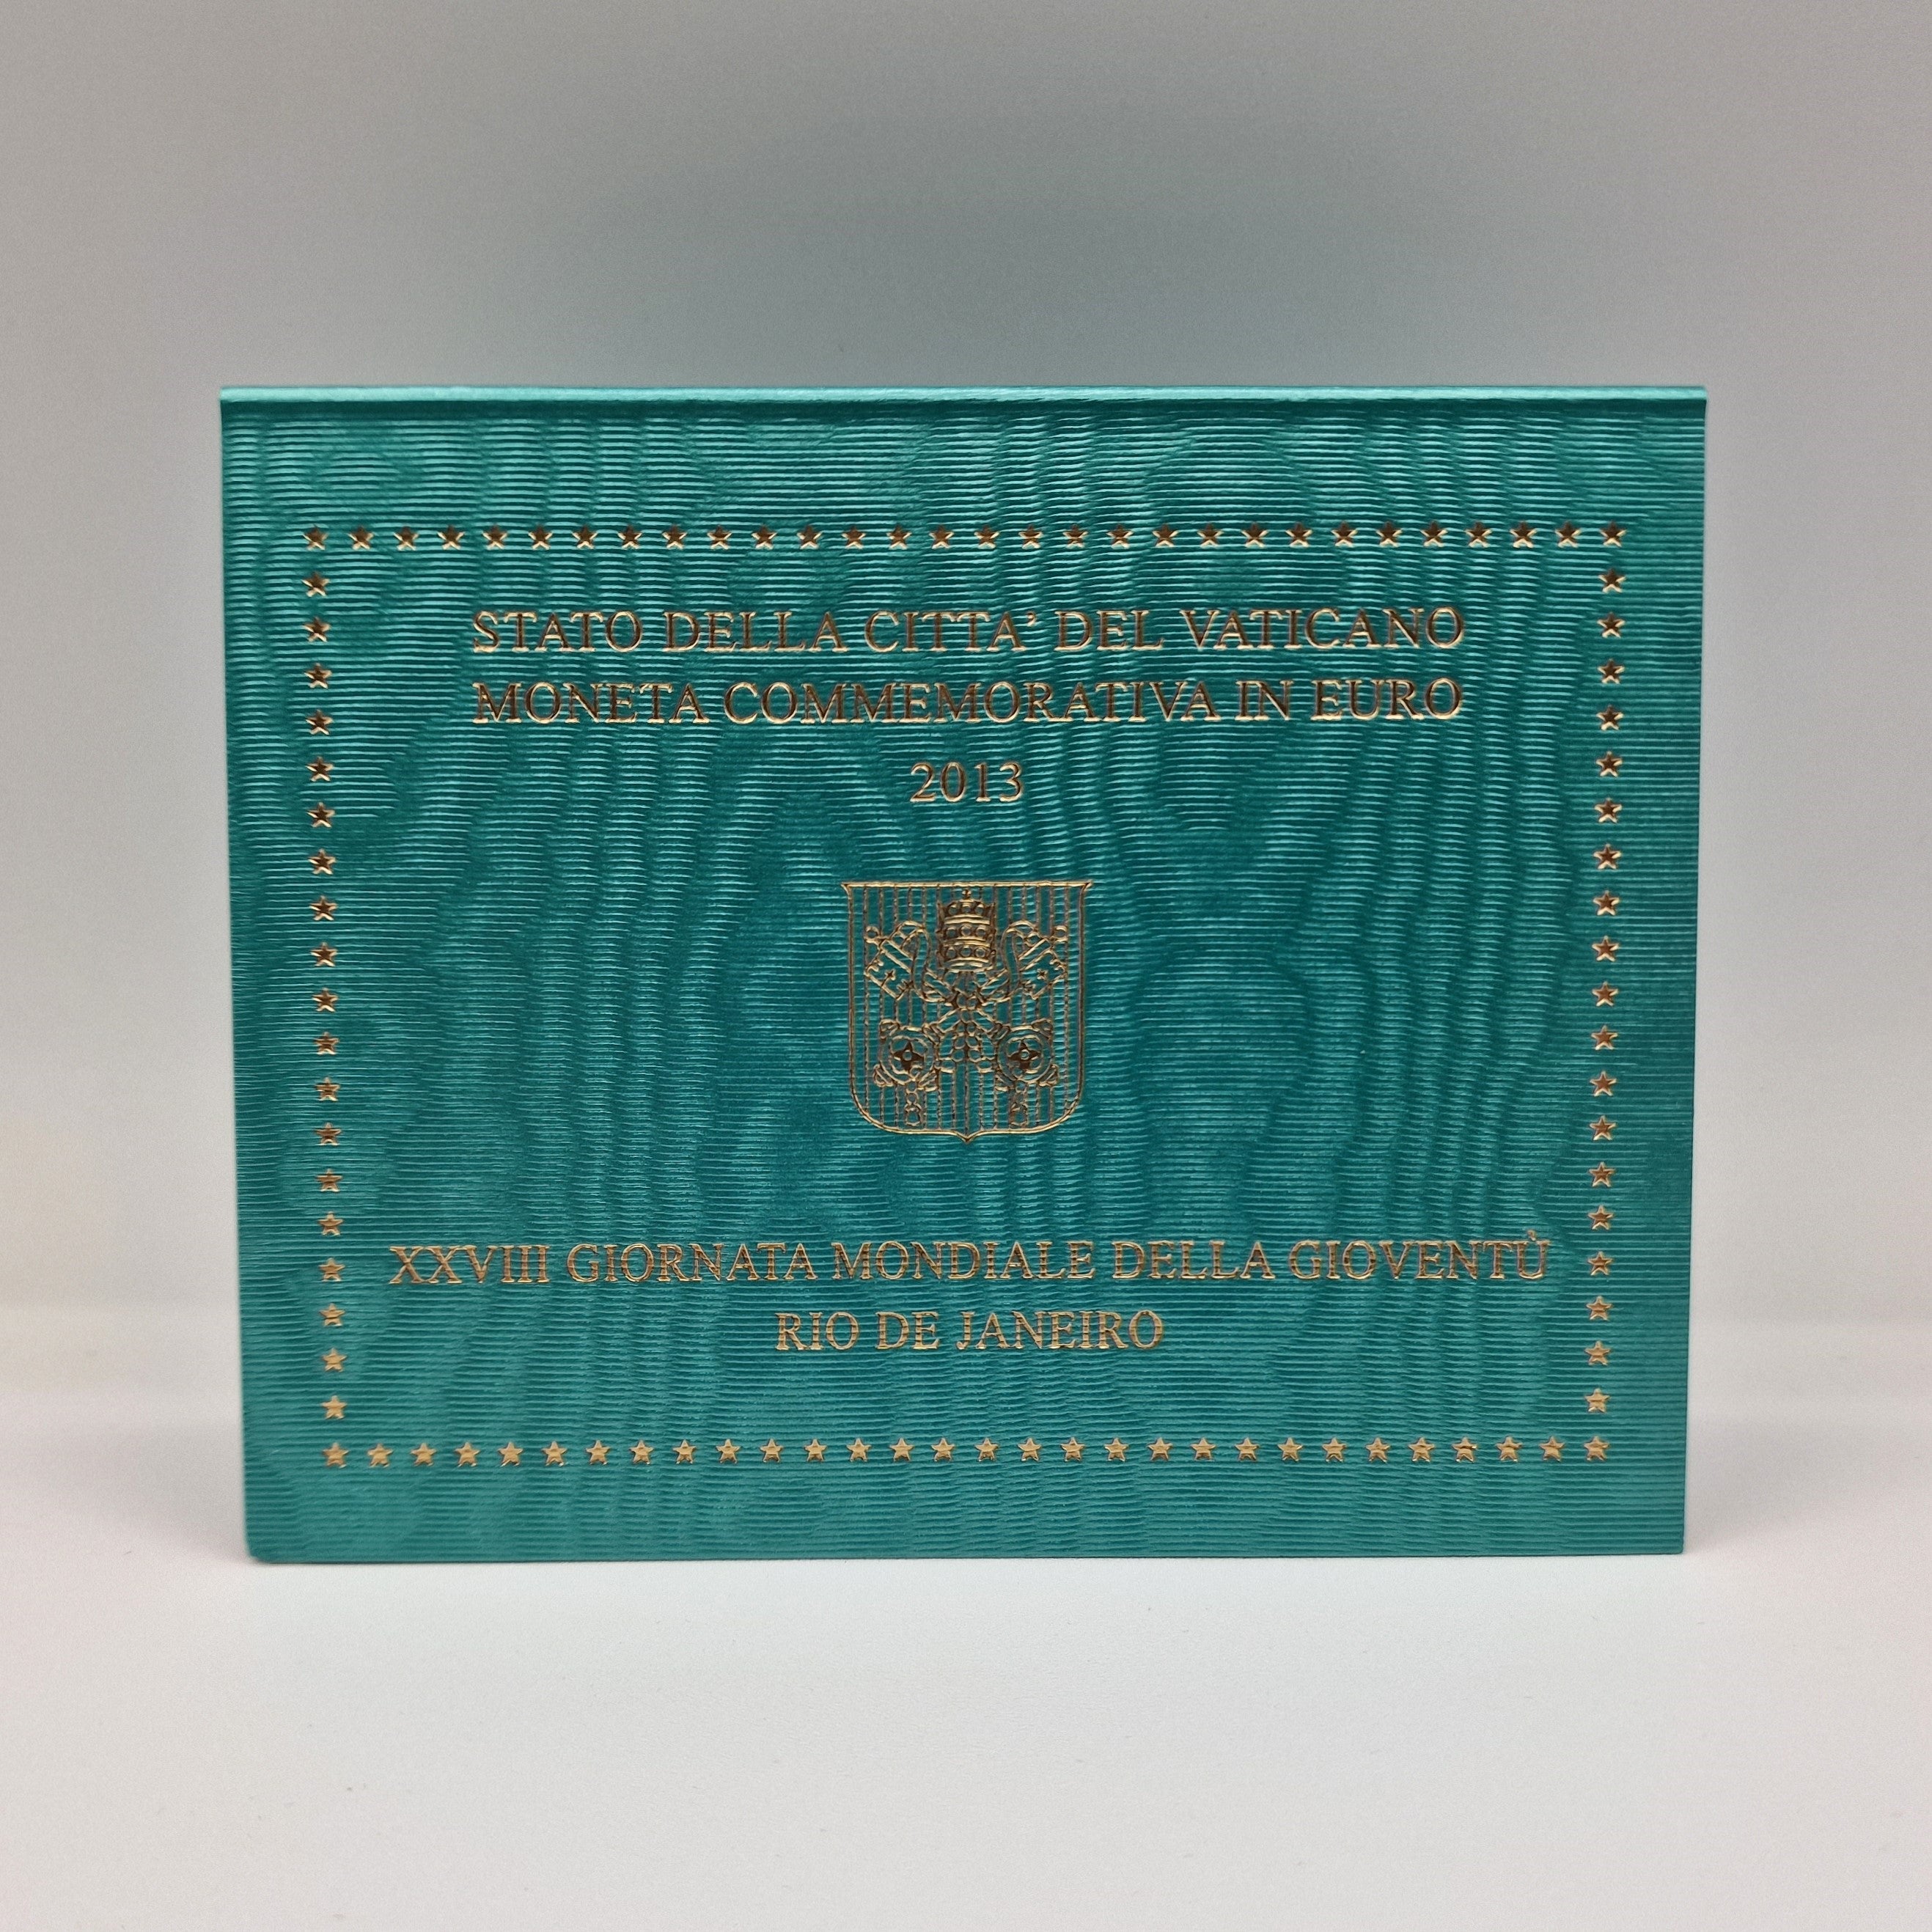 STATO DELLA CITTA' DEL VATICANO
MONETA COMMEMORATIVA IN EURO
2013
XXVIII GIORNATA MONDIALE DELLA GIOVENTÙ
RIO DE JANEIRO